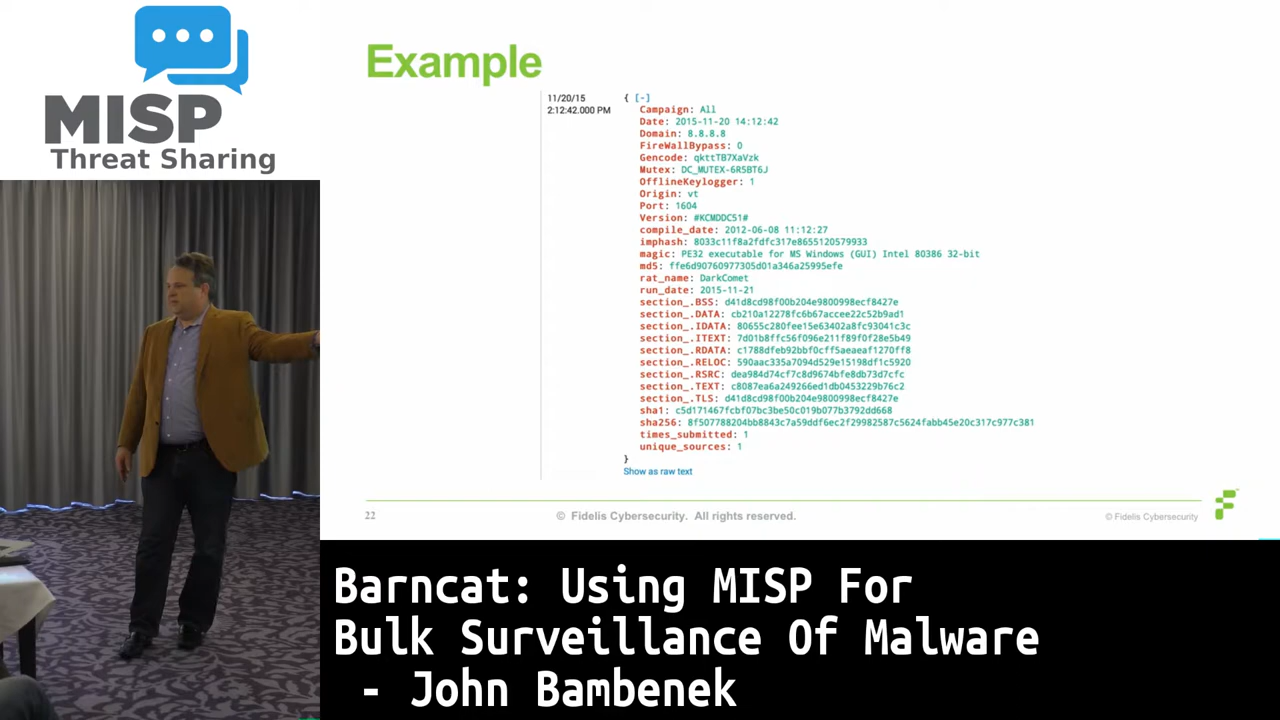 MISP
Threat Sharing
Example
11/20/15
2:12:42.000 PM
{ [-]
Campaign: All
Date: 2015-11-20 14:12:42
Domain: 8.8.8.8
FireWallBypass: 0
Gencode: qkttTB7XaVzk
Mutex: DC_MUTEX-6R5BT6J
OfflineKeylogger: 1
Origin: vt
Port: 1604
Version: #KCMDDC51#
compile_date: 2012-06-08 11:12:27
imphash: 8033c11f8a2fdfc317e8655120579933
magic: PE32 executable for MS Windows (GUI) Intel 80386 32-bit
md5: ffe6d90760977305d01a346a25995efe
rat_name: DarkComet
run_date: 2015-11-21
section_.BSS: d41d8cd98f00b204e9800998ecf8427e
section_.DATA: cb210a12278fc6b67accee22c52b9ad1
section_.IDATA: 80655c280fee15e63402a8fc93041c3c
section_.ITEXT: 7d01b8ffc56f096e211f89f0f28e5b49
section_.RDATA: c1788dfeb92bbf0cff5aeaeaf1270ff8
section_.RELOC: 590aac335a7094d529e15198df1c5920
section_.RSRC: dea984d74cf7c8d9674bfe8db73d7cfc
section_.TEXT: c8087ea6a249266ed1db0453229b76c2
section_.TLS: d41d8cd98f00b204e9800998ecf8427e
sha1: c5d171467fcbf07bc3be50c019b077b3792dd668
sha256: 8f507788204bb8843c7a59ddf6ec2f29982587c5624fabb45e20c317c977c381
times_submitted: 1
unique_sources: 1
}
Show as raw text
22
© Fidelis Cybersecurity. All rights reserved.
© Fidelis Cybersecurity
Barncat: Using MISP For
Bulk Surveillance Of Malware
- John Bambenek